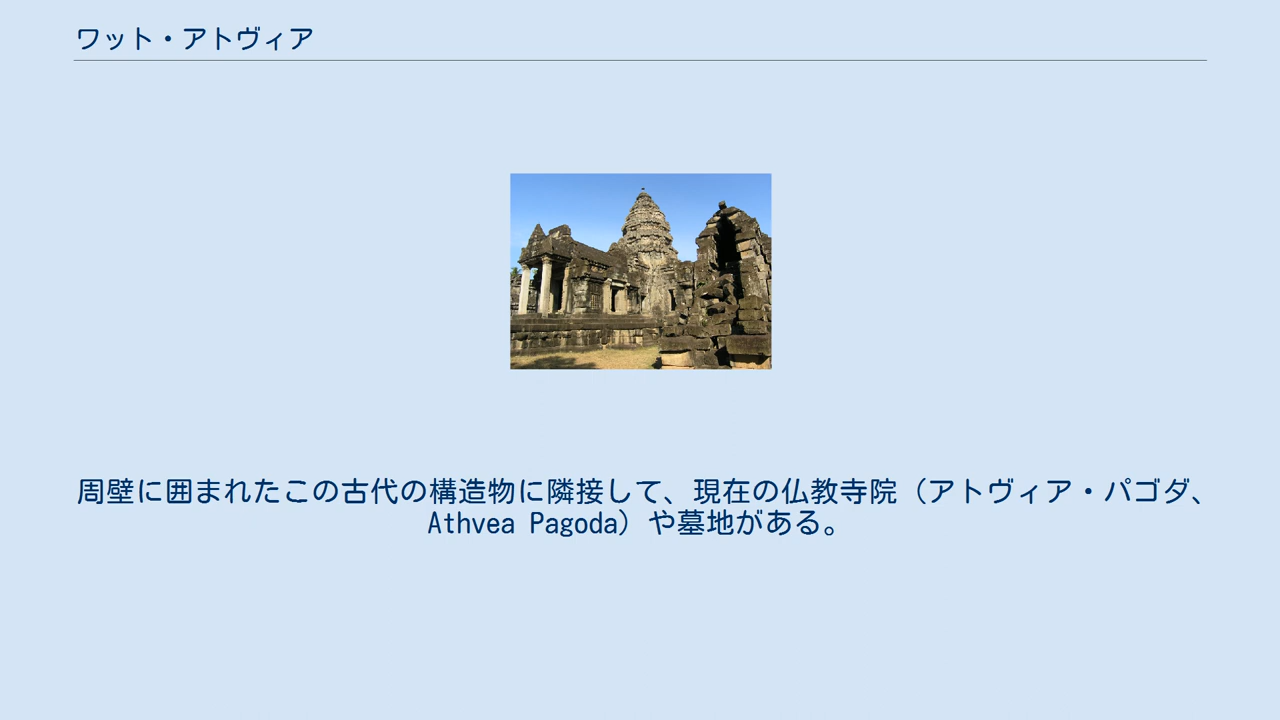 ワット・アトヴィア
周壁に囲まれたこの古代の構造物に隣接して、現在の仏教寺院（アトヴィア・パゴダ、
Athvea Pagoda）や墓地がある。